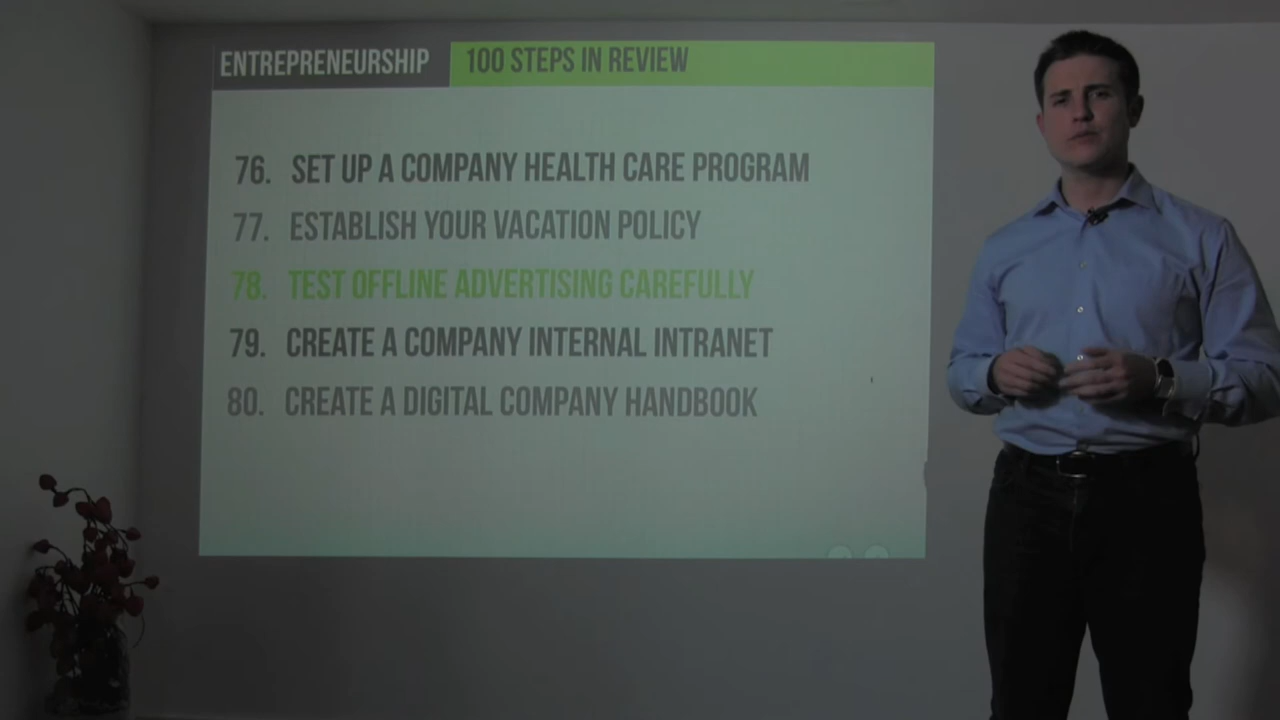 ENTREPRENEURSHIP 100 STEPS IN REVIEW
76. SET UP A COMPANY HEALTH CARE PROGRAM
77. ESTABLISH YOUR VACATION POLICY
78. TEST OFFLINE ADVERTISING CAREFULLY
79. CREATE A COMPANY INTERNAL INTRANET
80. CREATE A DIGITAL COMPANY HANDBOOK